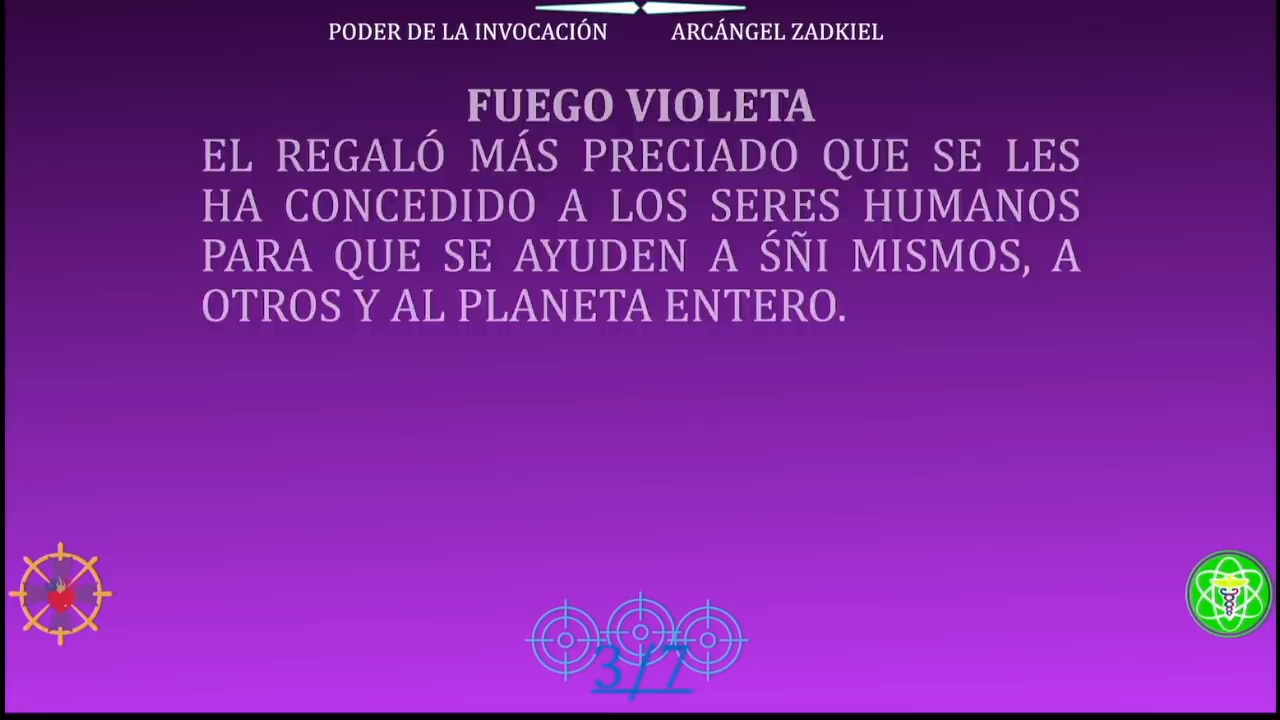 PODER DE LA INVOCACIÓN ARCÁNGEL ZADKIEL
FUEGO VIOLETA
EL REGALÓ MÁS PRECIADO QUE SE LES
HA CONCEDIDO A LOS SERES HUMANOS
PARA QUE SE AYUDEN A ŚÑI MISMOS, A
OTROS Y AL PLANETA ENTERO.
3/7